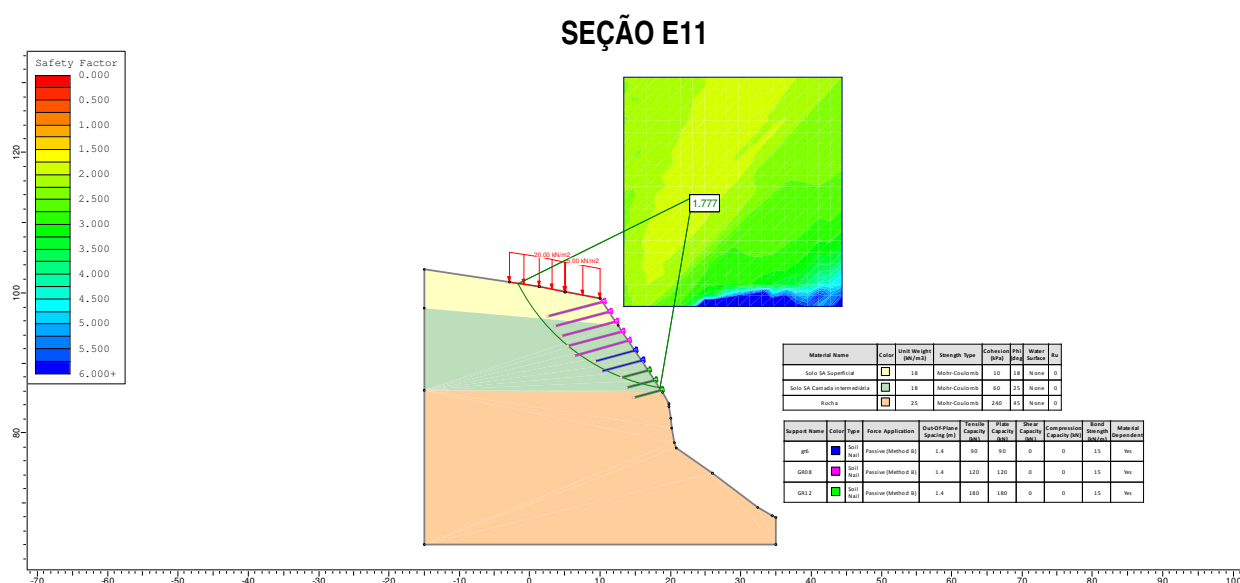 SEÇÃO E11
Safety Factor
0.000
0.500
1.000
1.500
2.000
2.500
3.000
3.500
4.000
4.500
5.000
5.500
6.000+
1.777
20.00 kN/m2
.00 kN/m2
Material Name Color Unit Weight (kN/m3) Strength Type Cohesion (kPa) Phi (deg) Water Surface Ru
Solo SA Superficial 18 Mohr-Coulomb 10 18 None 0
Solo SA Camada intermediária 18 Mohr-Coulomb 60 25 None 0
Rocha 25 Mohr-Coulomb 240 45 None 0
Support Name Color Type Force Application Out-Of-Plane Spacing (m) Tensile Capacity (kN) Plate Capacity (kN) Shear Capacity (kN) Compression Capacity (kN) Bond Strength (kN/m) Material Dependent
gr6 Soil Nail Passive (Method B) 1.4 90 90 0 0 15 Yes
GR08 Soil Nail Passive (Method B) 1.4 120 120 0 0 15 Yes
GR12 Soil Nail Passive (Method B) 1.4 180 180 0 0 15 Yes
120
100
80
-70 -60 -50 -40 -30 -20 -10 0 10 20 30 40 50 60 70 80 90 100